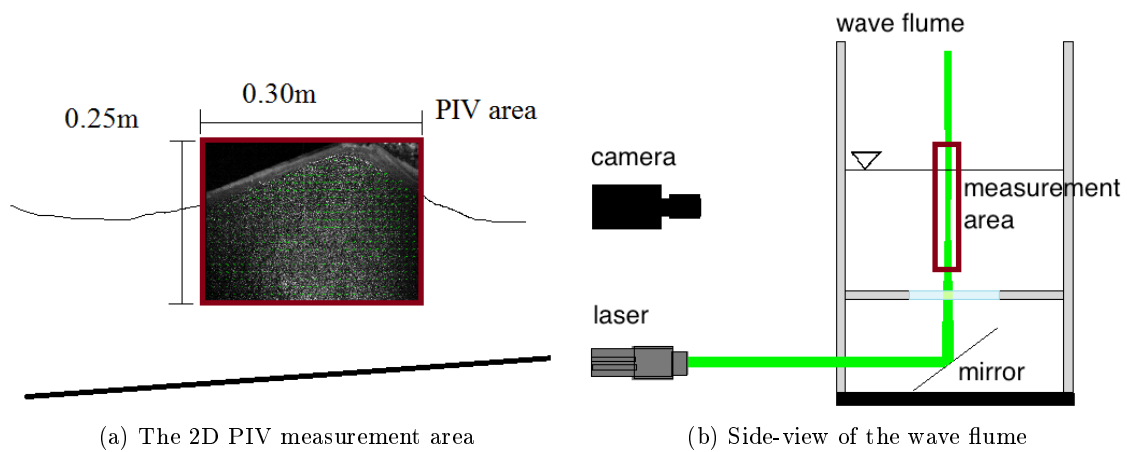 0.30m
0.25m
PIV area
(a) The 2D PIV measurement area
wave flume
camera
measurement
area
laser
mirror
(b) Side-view of the wave flume